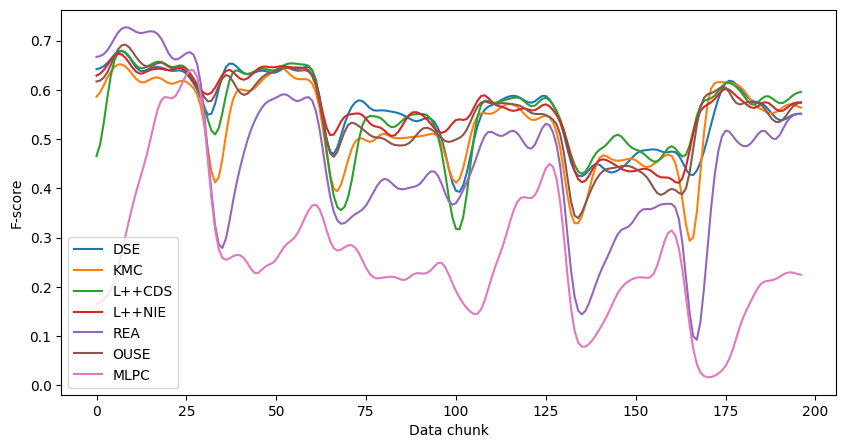 0.7
0.6
0.5
0.4
0.3
0.2
0.1
0.0
F-score
DSE
KMC
L++CDS
L++NIE
REA
OUSE
MLPC
0 25 50 75 100 125 150 175 200
Data chunk